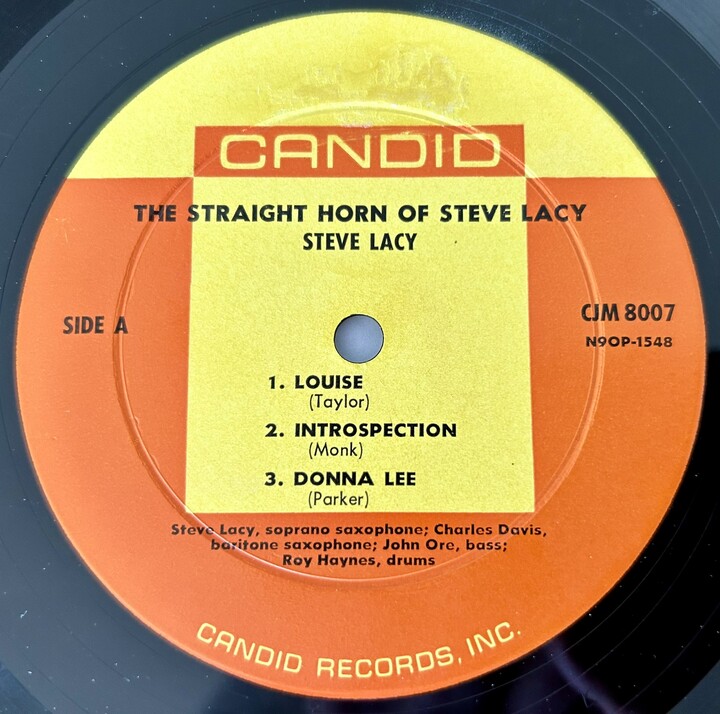 CANDID
THE STRAIGHT HORN OF STEVE LACY
STEVE LACY
SIDE A
CJM 8007
N9OP-1548
1. LOUISE
(Taylor)
2. INTROSPECTION
(Monk)
3. DONNA LEE
(Parker)
Steve Lacy, soprano saxophone; Charles Davis,
baritone saxophone; John Ore, bass;
Roy Haynes, drums
CANDID RECORDS, INC.